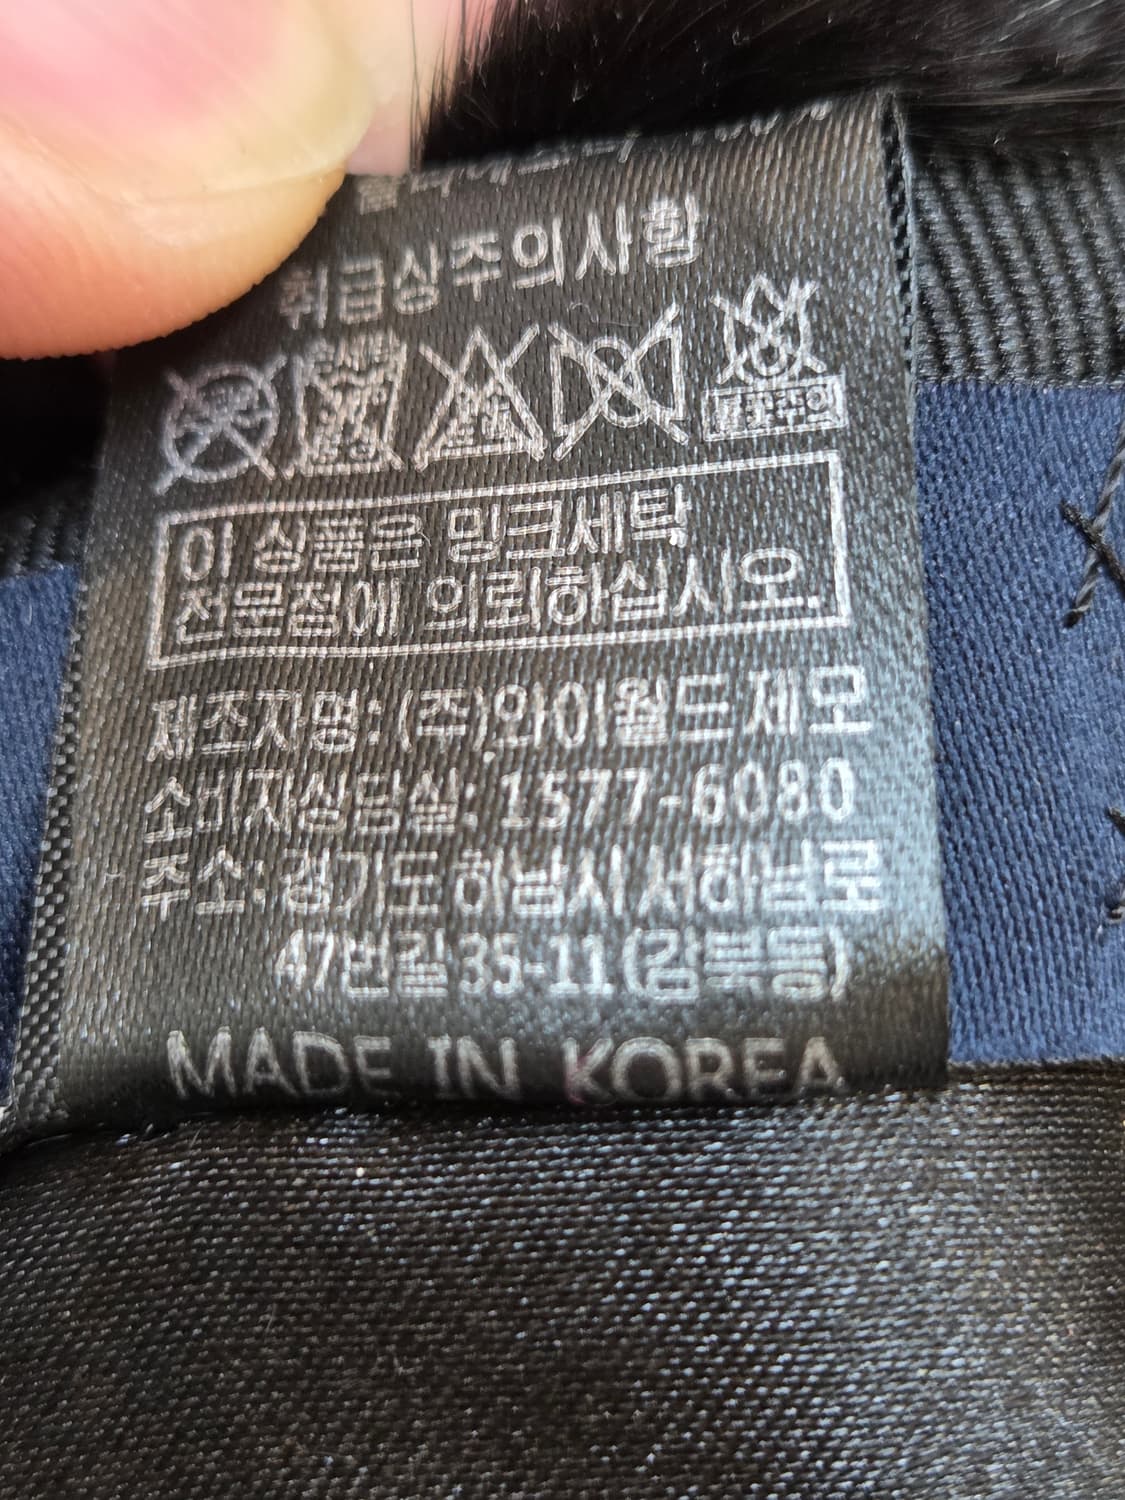 취급상주의사항
이 상품은 밍크세탁
전문점에 의뢰하십시오.
제조자명: (주)와이월드제모
소비자상담실: 1577-6080
주소: 경기도하남시서하남로
47번길 35-11(감북동)
MADE IN KOREA